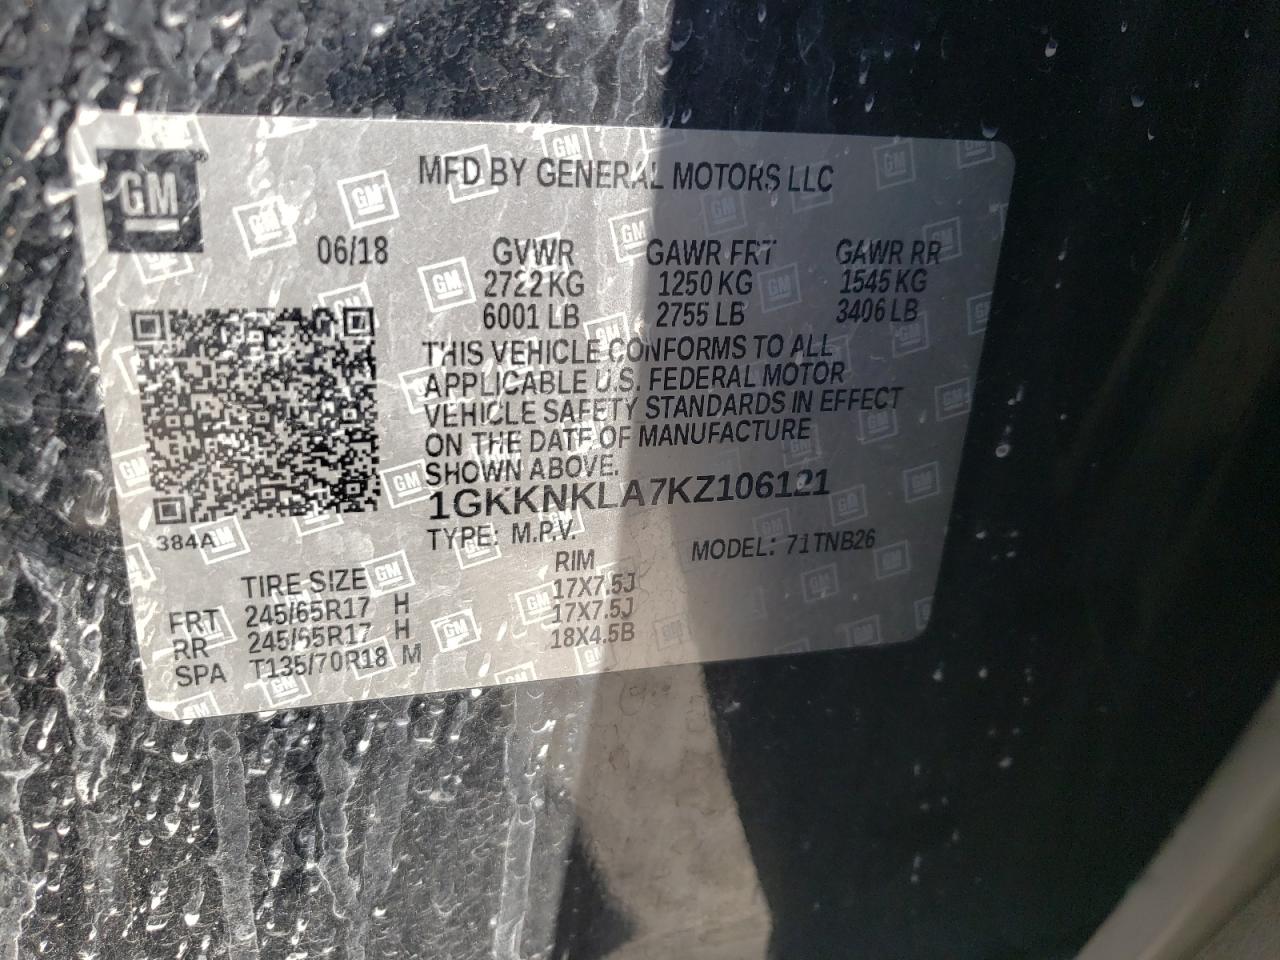 GM
MFD BY GENERAL MOTORS LLC
06/18 GVWR GAWR FRT GAWR RR
2722 KG 1250 KG 1545 KG
6001 LB 2755 LB 3406 LB
THIS VEHICLE CONFORMS TO ALL
APPLICABLE U.S. FEDERAL MOTOR
VEHICLE SAFETY STANDARDS IN EFFECT
ON THE DATE OF MANUFACTURE
SHOWN ABOVE.
1GKKNKLA7KZ106121
384A TYPE: M.P.V. MODEL: 71TNB26
TIRE SIZE RIM
FRT 245/65R17 H 17X7.5J
RR 245/65R17 H 17X7.5J
SPA T135/70R18 M 18X4.5B